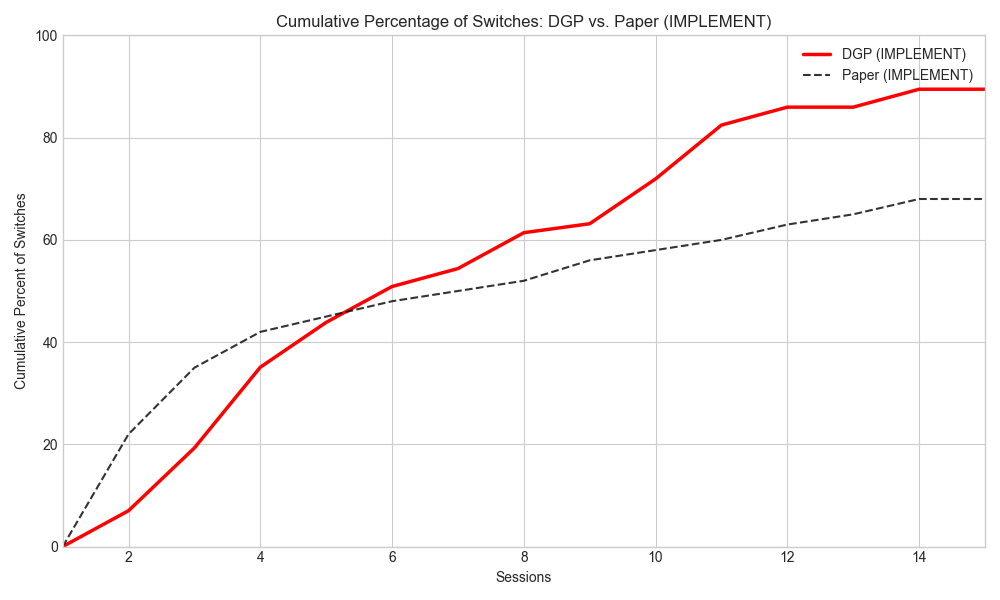 Cumulative Percentage of Switches: DGP vs. Paper (IMPLEMENT)
DGP (IMPLEMENT)
Paper (IMPLEMENT)
Cumulative Percent of Switches
100
80
60
40
20
0
2 4 6 8 10 12 14
Sessions